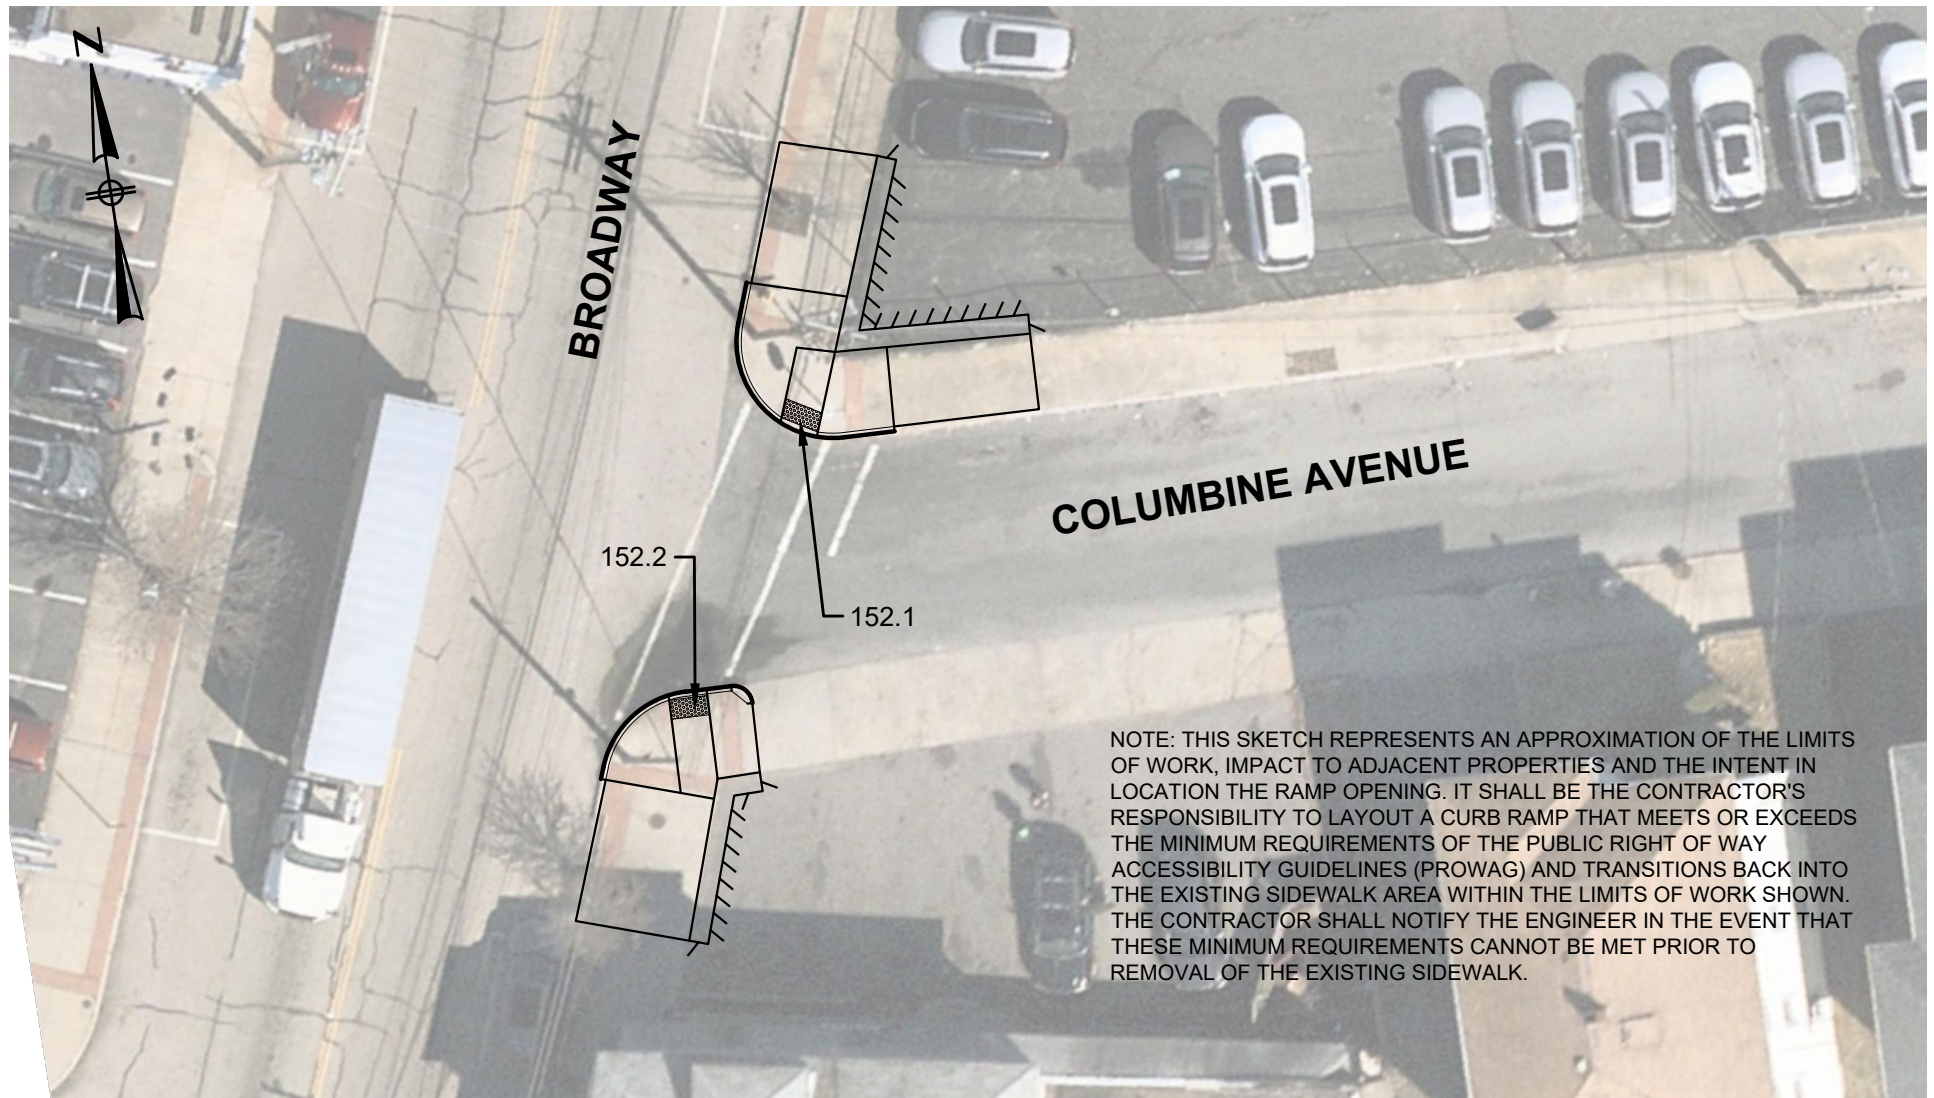 N
BROADWAY
COLUMBINE AVENUE
152.2
152.1
NOTE: THIS SKETCH REPRESENTS AN APPROXIMATION OF THE LIMITS
OF WORK, IMPACT TO ADJACENT PROPERTIES AND THE INTENT IN
LOCATION THE RAMP OPENING. IT SHALL BE THE CONTRACTOR'S
RESPONSIBILITY TO LAYOUT A CURB RAMP THAT MEETS OR EXCEEDS
THE MINIMUM REQUIREMENTS OF THE PUBLIC RIGHT OF WAY
ACCESSIBILITY GUIDELINES (PROWAG) AND TRANSITIONS BACK INTO
THE EXISTING SIDEWALK AREA WITHIN THE LIMITS OF WORK SHOWN.
THE CONTRACTOR SHALL NOTIFY THE ENGINEER IN THE EVENT THAT
THESE MINIMUM REQUIREMENTS CANNOT BE MET PRIOR TO
REMOVAL OF THE EXISTING SIDEWALK.